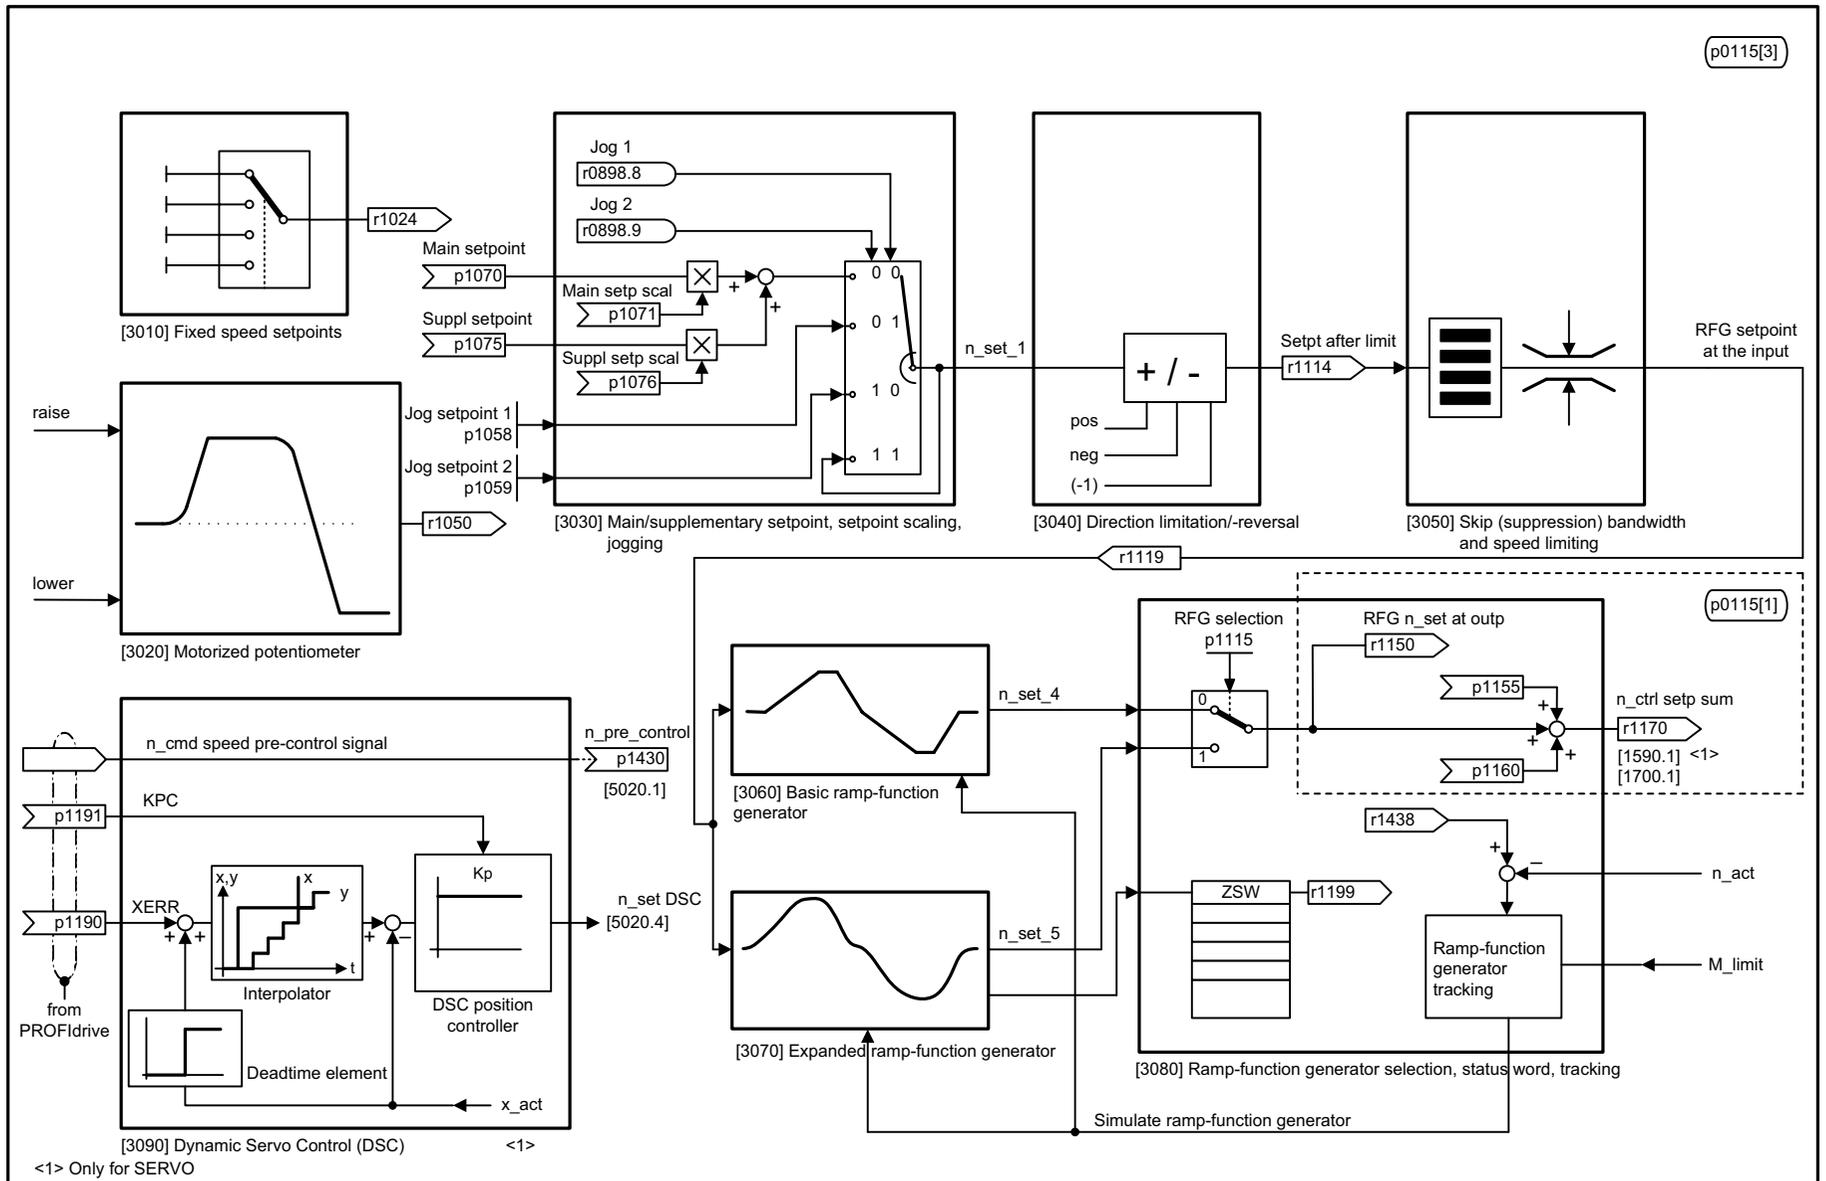 p0115[3]
r1024
[3010] Fixed speed setpoints
raise
lower
r1050
[3020] Motorized potentiometer
Jog 1
r0898.8
Jog 2
r0898.9
Main setpoint
p1070
Main setp scal
p1071
Suppl setpoint
p1075
Suppl setp scal
p1076
+
+
Jog setpoint 1
p1058
Jog setpoint 2
p1059
0 0
0 1
1 0
1 1
n_set_1
[3030] Main/supplementary setpoint, setpoint scaling,
jogging
+ / -
pos
neg
(-1)
[3040] Direction limitation/-reversal
Setpt after limit
r1114
[3050] Skip (suppression) bandwidth
and speed limiting
RFG setpoint
at the input
r1119
p0115[1]
n_cmd speed pre-control signal
n_pre_control
p1430
[5020.1]
KPC
p1191
XERR
p1190
+ +
x,y
x
y
t
Interpolator
+
–
Kp
DSC position
controller
n_set DSC
[5020.4]
from
PROFIdrive
Deadtime element
x_act
[3090] Dynamic Servo Control (DSC)
<1>
<1> Only for SERVO
n_set_4
[3060] Basic ramp-function
generator
n_set_5
[3070] Expanded ramp-function generator
RFG selection
p1115
0
1
RFG n_set at outp
r1150
p1155
+
+
+
p1160
n_ctrl setp sum
r1170
[1590.1] <1>
[1700.1]
r1438
+
–
n_act
ZSW
r1199
Ramp-function
generator
tracking
M_limit
[3080] Ramp-function generator selection, status word, tracking
Simulate ramp-function generator